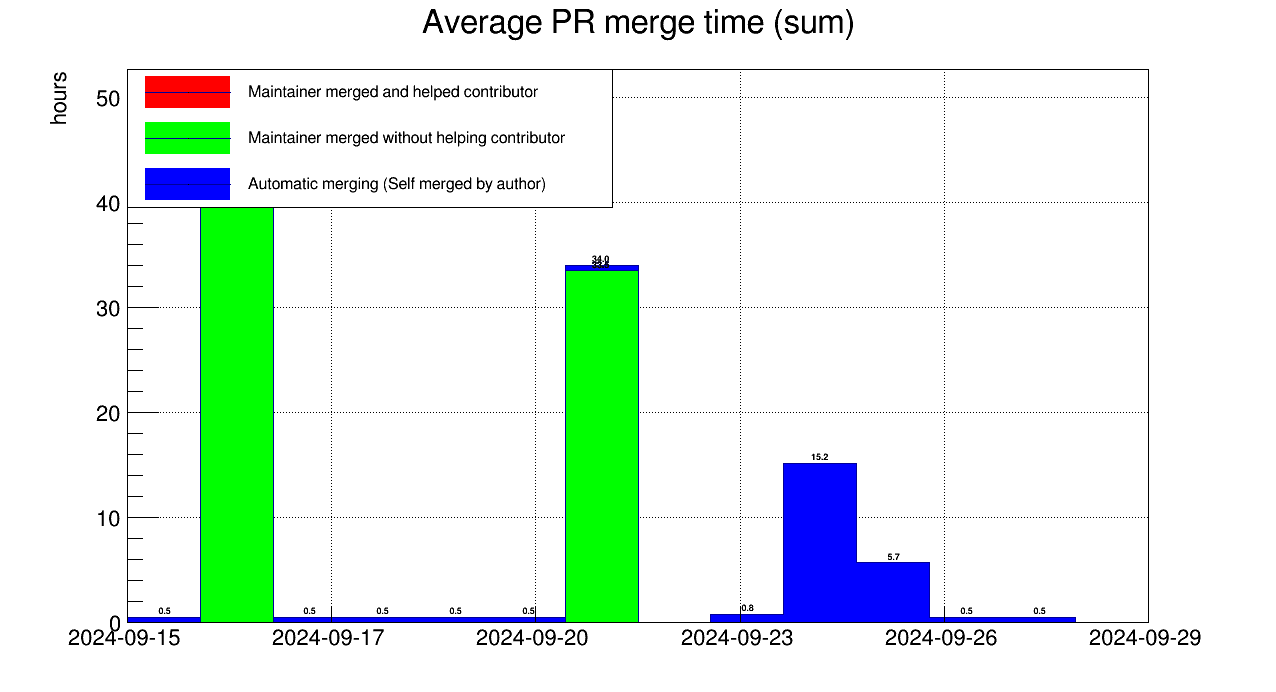 Average PR merge time (sum)
hours
Maintainer merged and helped contributor
Maintainer merged without helping contributor
Automatic merging (Self merged by author)
50
40
30
20
10
0
34.0
15.2
5.7
0.8
0.5 0.5 0.5 0.5 0.5 0.5 0.5
2024-09-15 2024-09-17 2024-09-20 2024-09-23 2024-09-26 2024-09-29